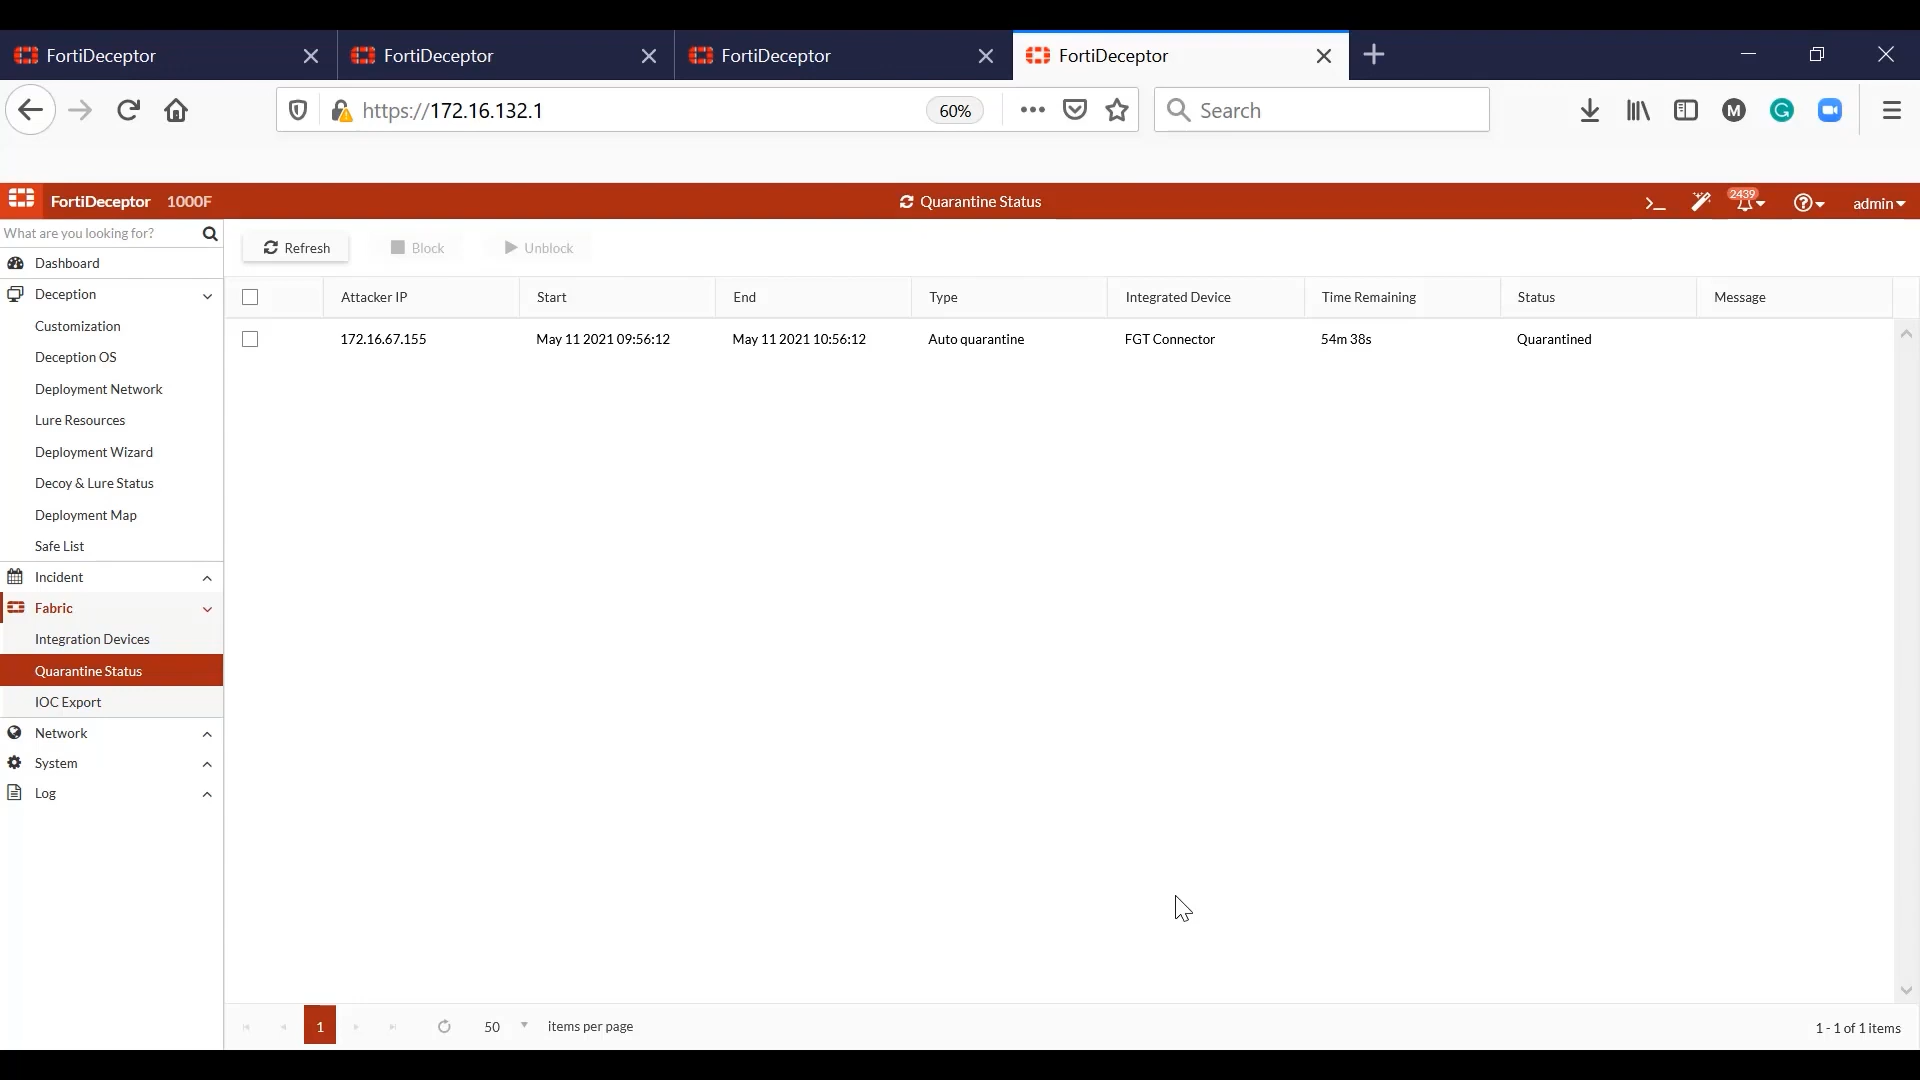 FortiDeceptor FortiDeceptor FortiDeceptor FortiDeceptor
https://172.16.132.1 60% Search M G
FortiDeceptor 1000F Quarantine Status 2439 admin
What are you looking for? Refresh Block Unblock
Dashboard
Deception
Customization
Deception OS
Deployment Network
Lure Resources
Deployment Wizard
Decoy & Lure Status
Deployment Map
Safe List
Incident
Fabric
Integration Devices
Quarantine Status
IOC Export
Network
System
Log
Attacker IP Start End Type Integrated Device Time Remaining Status Message
172.16.67.155 May 11 2021 09:56:12 May 11 2021 10:56:12 Auto quarantine FGT Connector 54m 38s Quarantined
1 50 items per page 1 - 1 of 1 items